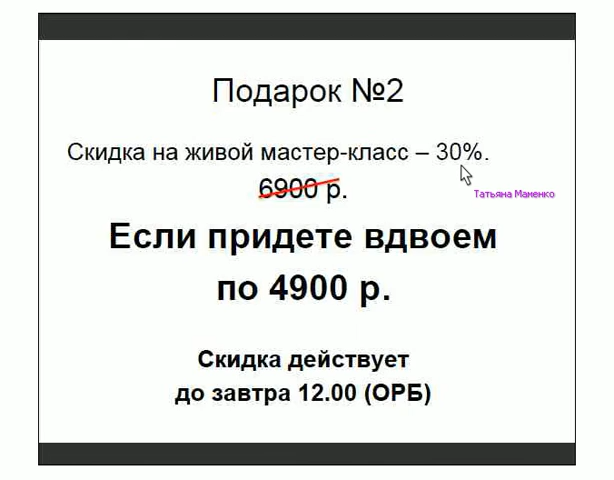 Подарок №2
Скидка на живой мастер-класс – 30%.
6900 р.
Татьяна Маненко
Если придете вдвоем
по 4900 р.
Скидка действует
до завтра 12.00 (ОРБ)